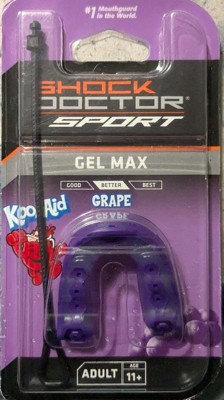 #1 Mouthguard
in the World.
SHOCK
DOCTOR
SPORT
GEL MAX
GOOD BETTER BEST
Kool-Aid
GRAPE
ADULT AGE 11+